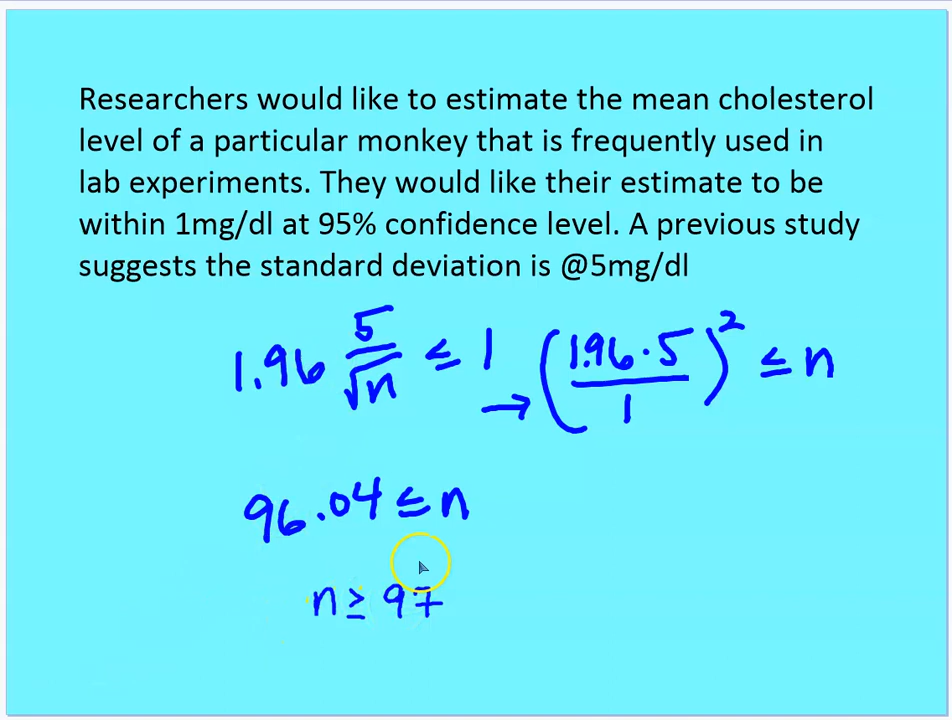 Researchers would like to estimate the mean cholesterol
level of a particular monkey that is frequently used in
lab experiments. They would like their estimate to be
within 1mg/dl at 95% confidence level. A previous study
suggests the standard deviation is @5mg/dl
1.96 5/√n ≤ 1 → (1.96·5/1)² ≤ n
96.04 ≤ n
n ≥ 97